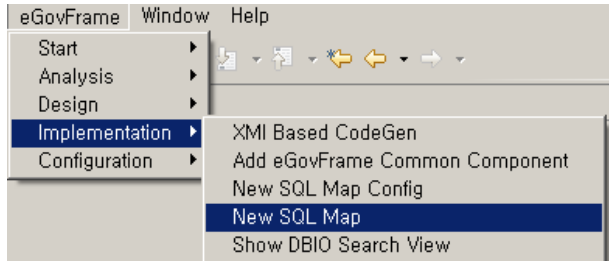 eGovFrame Window Help
Start
Analysis
Design
Implementation
Configuration
XMI Based CodeGen
Add eGovFrame Common Component
New SQL Map Config
New SQL Map
Show DBIO Search View